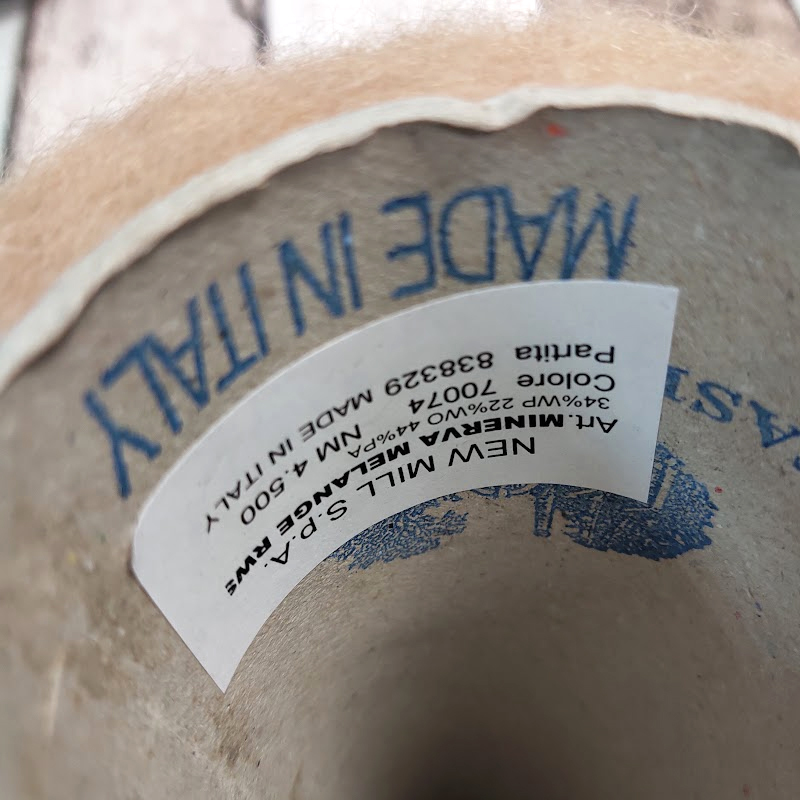 NEW MILL S.P.A.
Art.MINERVA MELANGE RWS
34%WP 22%WO 44%PA
Colore 70074 NM 4.500
Partita 838329 MADE IN ITALY
MADE IN ITALY